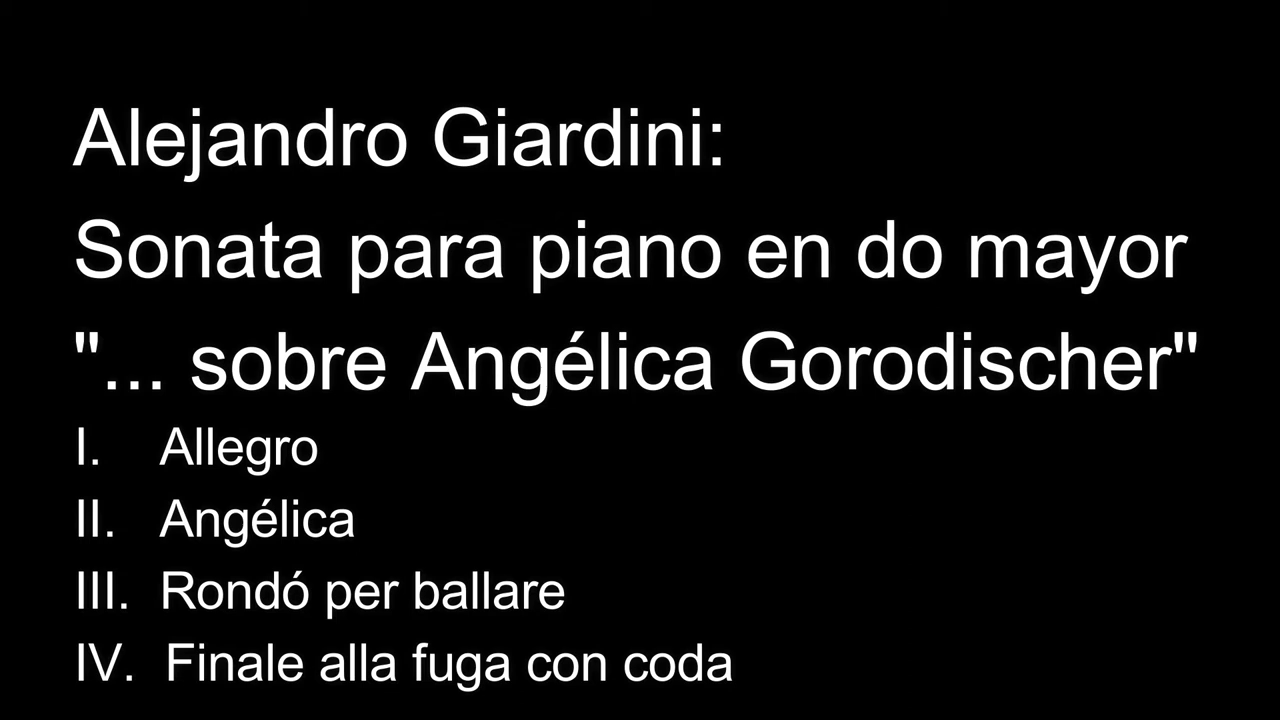 Alejandro Giardini:
Sonata para piano en do mayor
"... sobre Angélica Gorodischer"
I. Allegro
II. Angélica
III. Rondó per ballare
IV. Finale alla fuga con coda